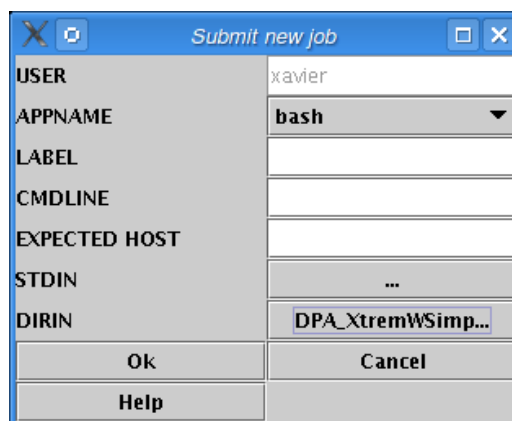 Submit new job
USER xavier
APPNAME bash
LABEL
CMDLINE
EXPECTED HOST
STDIN ...
DIRIN DPA_XtremWSimp...
Ok Cancel
Help